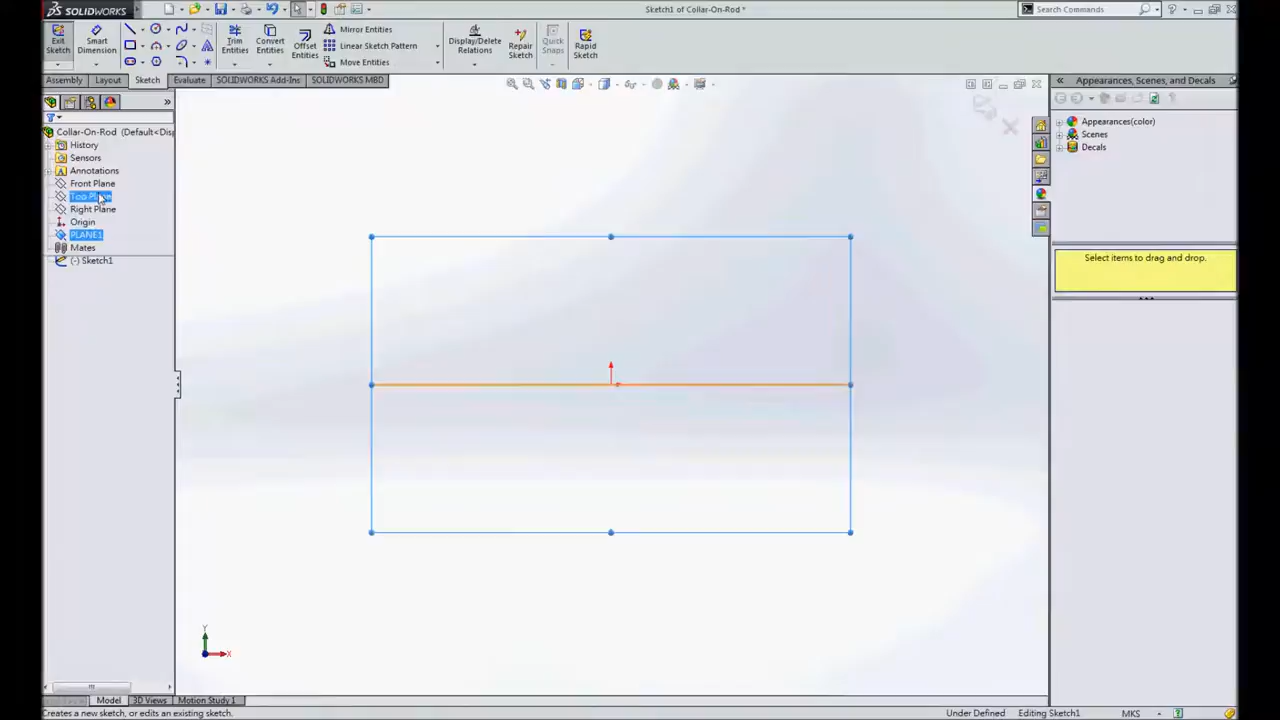 SOLIDWORKS
Sketch1 of Collar-On-Rod *
Search Commands
Exit Sketch
Smart Dimension
Trim Entities
Convert Entities
Offset Entities
Mirror Entities
Linear Sketch Pattern
Move Entities
Display/Delete Relations
Repair Sketch
Quick Snaps
Rapid Sketch
Assembly
Layout
Sketch
Evaluate
SOLIDWORKS Add-Ins
SOLIDWORKS MBD
Appearances, Scenes, and Decals
Collar-On-Rod (Default<Disp
History
Sensors
Annotations
Front Plane
Top Plane
Right Plane
Origin
PLANE1
Mates
(-) Sketch1
Appearances(color)
Scenes
Decals
Select items to drag and drop.
Y
X
Model
3D Views
Motion Study 1
Creates a new sketch, or edits an existing sketch.
Under Defined
Editing Sketch1
MKS